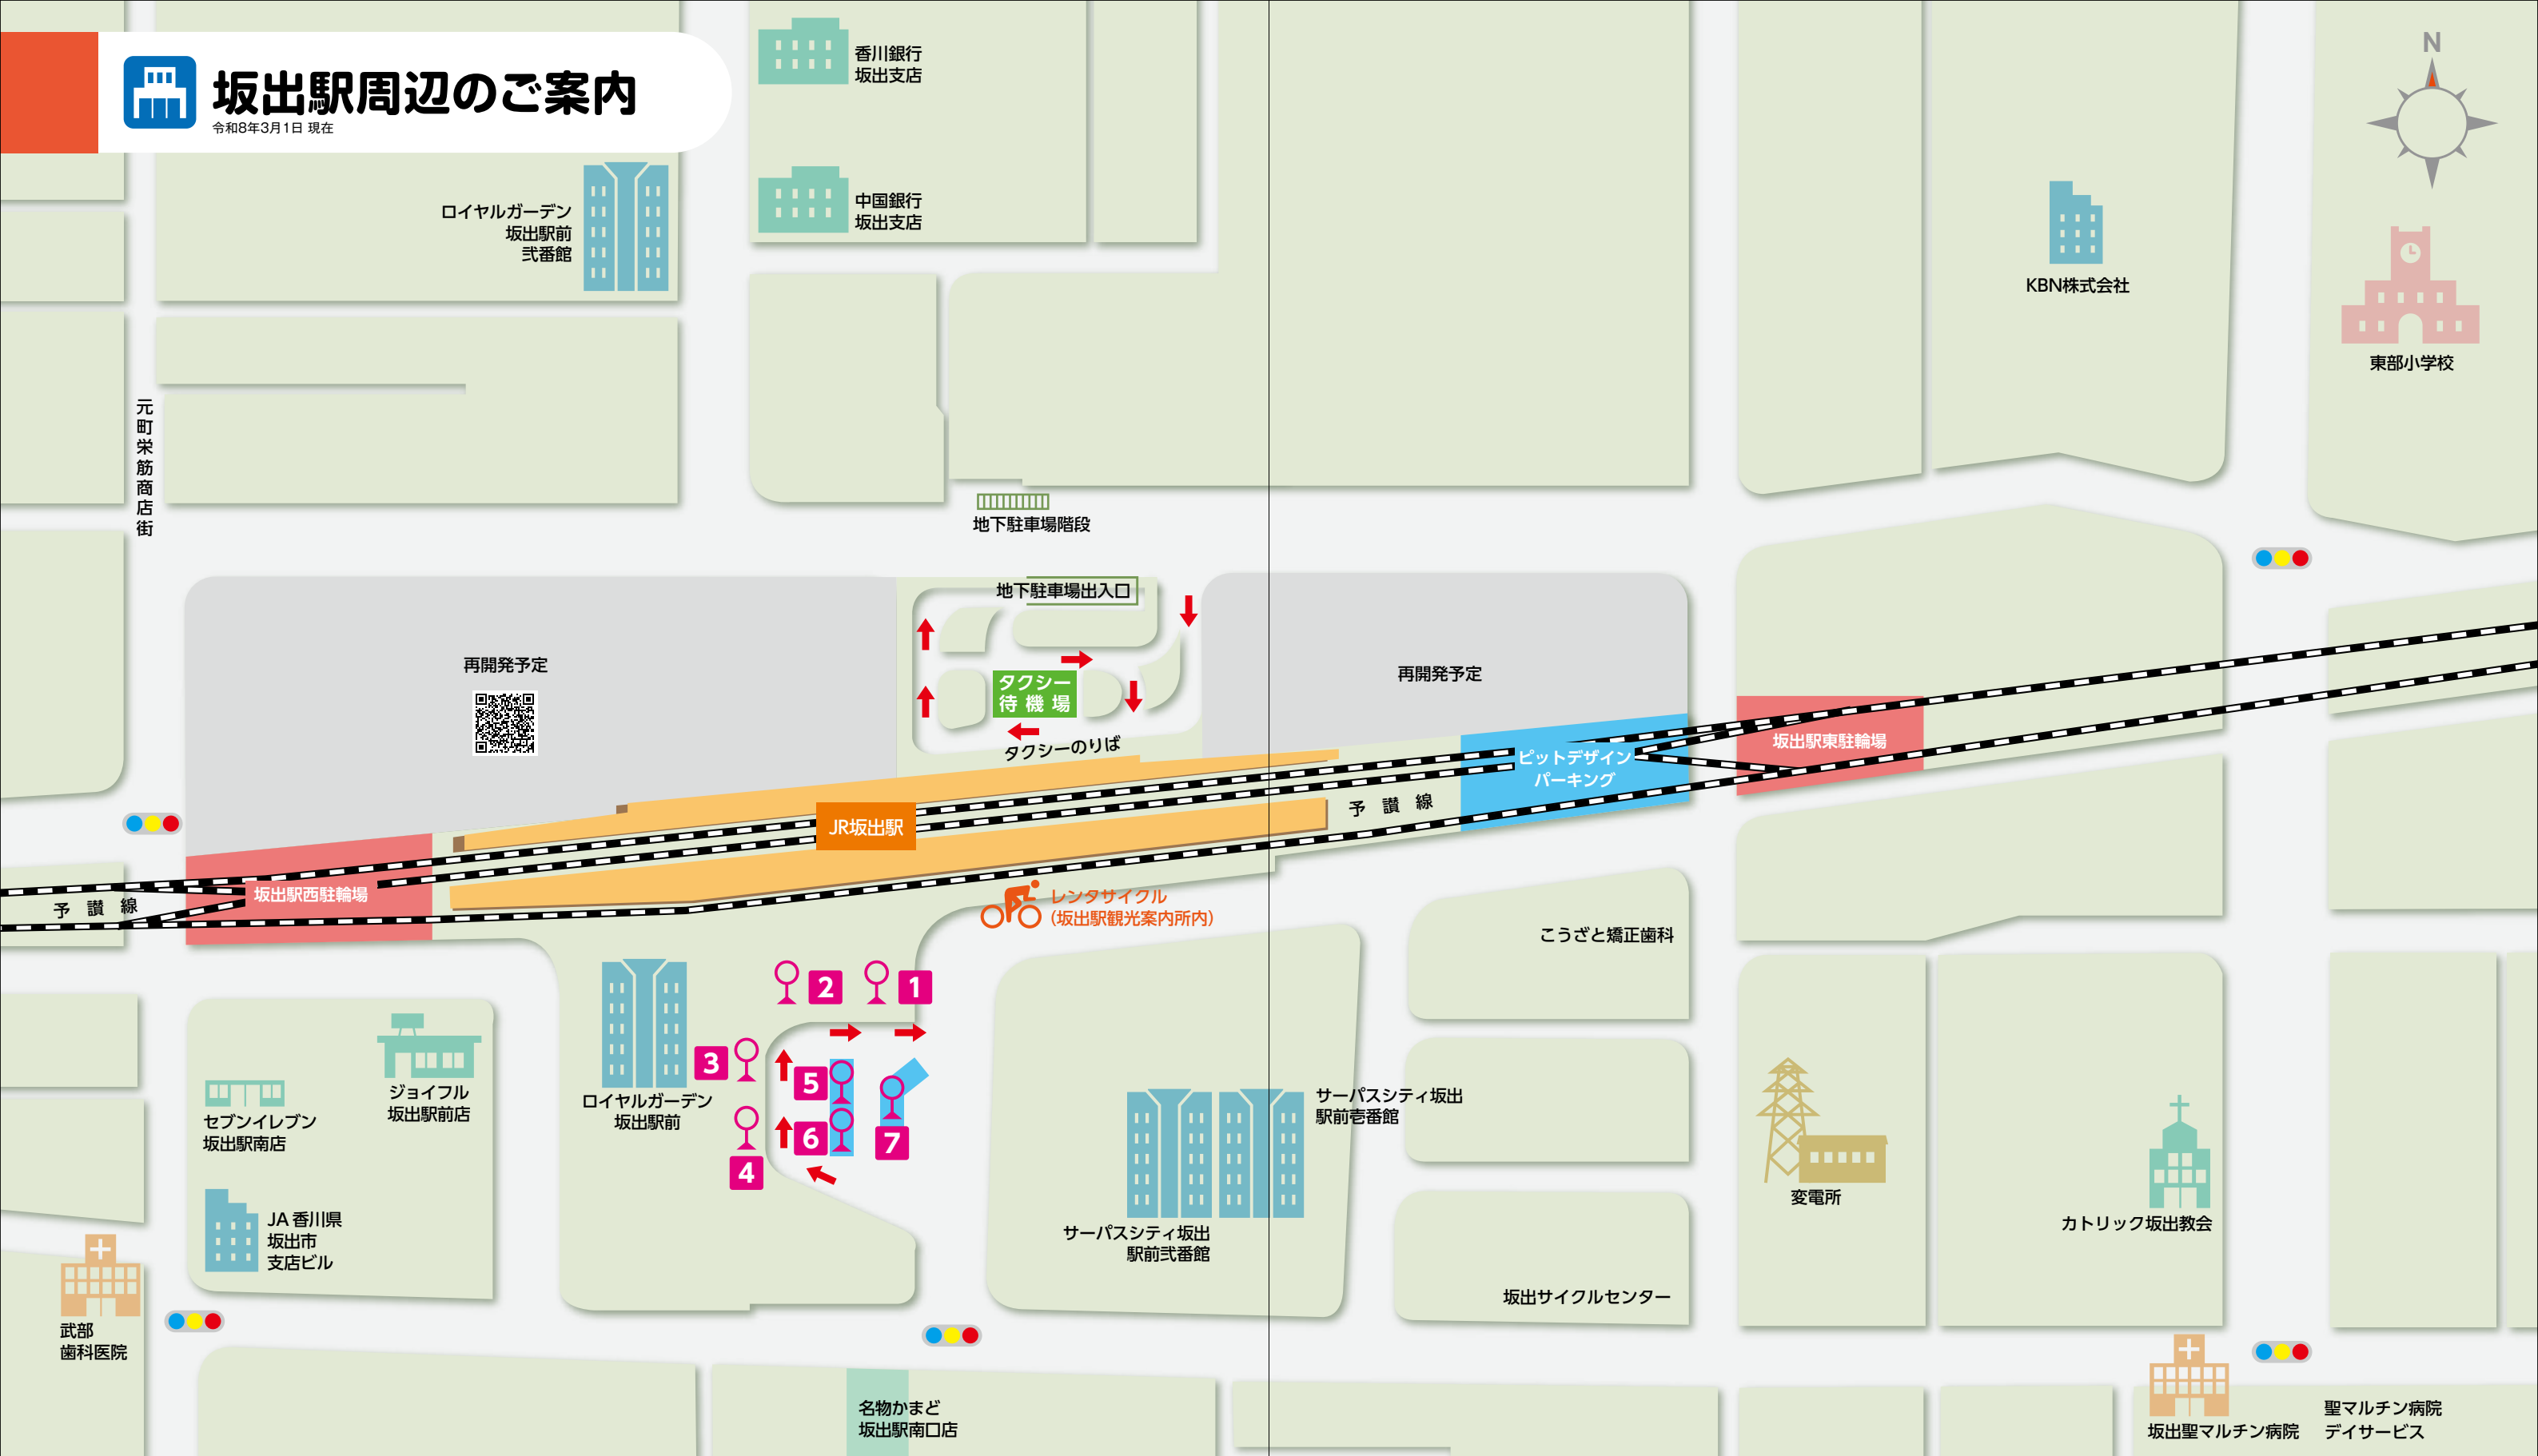 坂出駅周辺のご案内
令和8年3月1日 現在
香川銀行
坂出支店
中国銀行
坂出支店
ロイヤルガーデン
坂出駅前
弐番館
N
KBN株式会社
東部小学校
元町栄筋商店街
地下駐車場階段
地下駐車場出入口
再開発予定
タクシー
待機場
タクシーのりば
再開発予定
JR坂出駅
ピットデザイン
パーキング
坂出駅東駐輪場
予讃線
坂出駅西駐輪場
予讃線
レンタサイクル
(坂出駅観光案内所内)
こうざと矯正歯科
2
1
3
5
6
7
4
ロイヤルガーデン
坂出駅前
ジョイフル
坂出駅前店
セブンイレブン
坂出駅南店
JA 香川県
坂出市
支店ビル
サーパスシティ坂出
駅前壱番館
サーパスシティ坂出
駅前弐番館
変電所
カトリック坂出教会
坂出サイクルセンター
武部
歯科医院
名物かまど
坂出駅南口店
坂出聖マルチン病院
聖マルチン病院
デイサービス